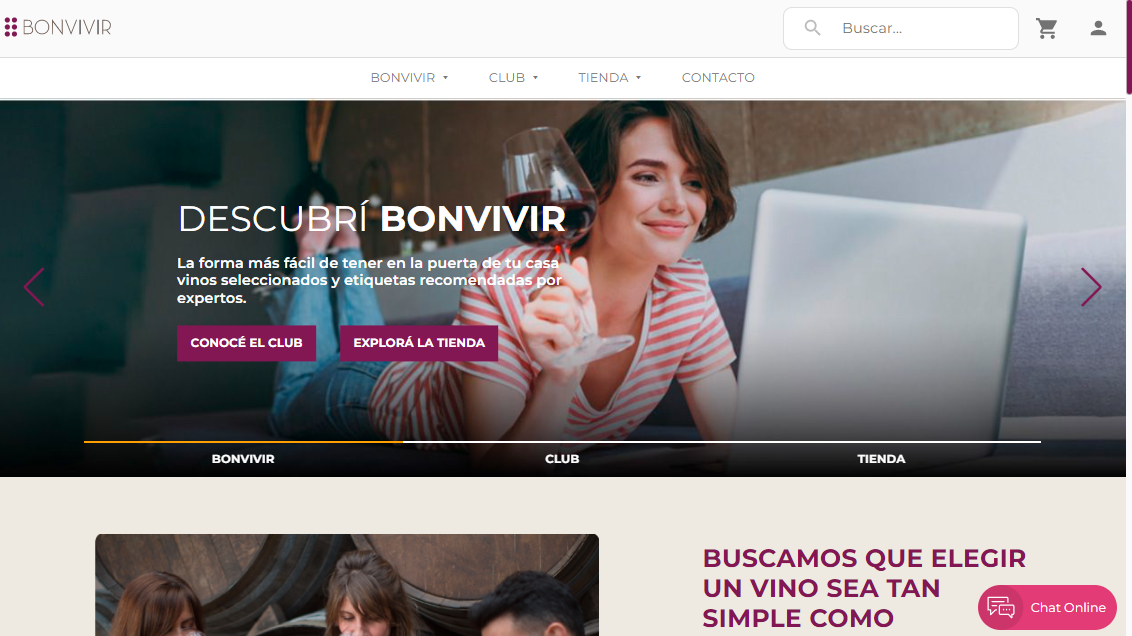 BONVIVIR
Buscar...
BONVIVIR
CLUB
TIENDA
CONTACTO
DESCUBRÍ BONVIVIR
La forma más fácil de tener en la puerta de tu casa
vinos seleccionados y etiquetas recomendadas por
expertos.
CONOCÉ EL CLUB
EXPLORÁ LA TIENDA
BONVIVIR
CLUB
TIENDA
BUSCAMOS QUE ELEGIR
UN VINO SEA TAN
SIMPLE COMO
Chat Online